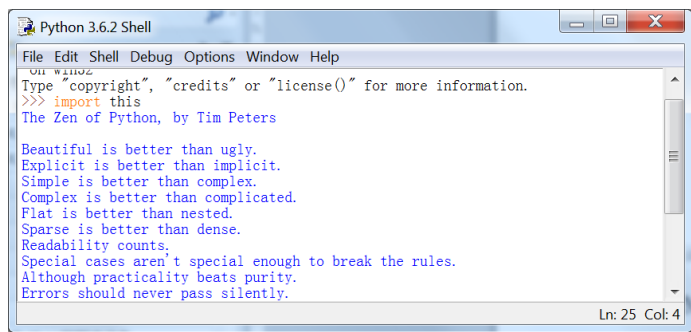 Python 3.6.2 Shell
File Edit Shell Debug Options Window Help
on win32
Type "copyright", "credits" or "license()" for more information.
>>> import this
The Zen of Python, by Tim Peters
Beautiful is better than ugly.
Explicit is better than implicit.
Simple is better than complex.
Complex is better than complicated.
Flat is better than nested.
Sparse is better than dense.
Readability counts.
Special cases aren't special enough to break the rules.
Although practicality beats purity.
Errors should never pass silently.
Ln: 25 Col: 4